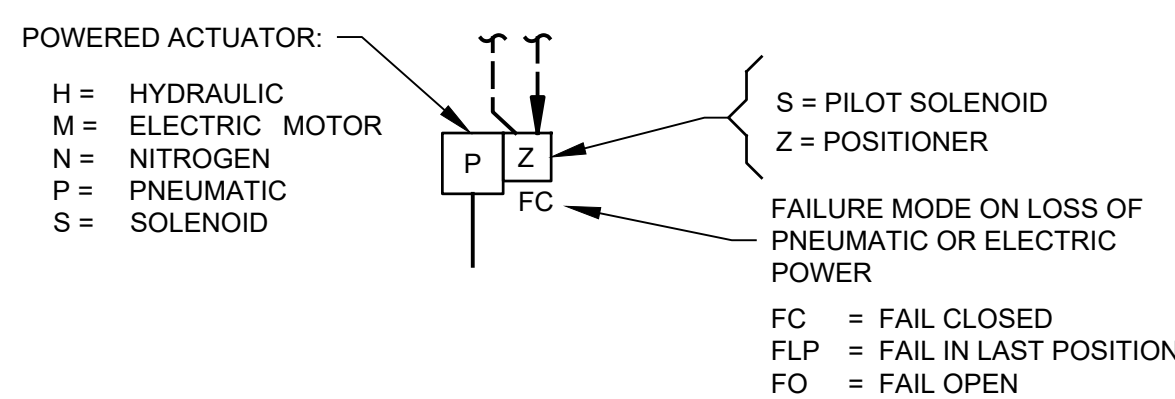 POWERED ACTUATOR:
H = HYDRAULIC
M = ELECTRIC MOTOR
N = NITROGEN
P = PNEUMATIC
S = SOLENOID
P
Z
FC
S = PILOT SOLENOID
Z = POSITIONER
FAILURE MODE ON LOSS OF
PNEUMATIC OR ELECTRIC
POWER
FC = FAIL CLOSED
FLP = FAIL IN LAST POSITION
FO = FAIL OPEN